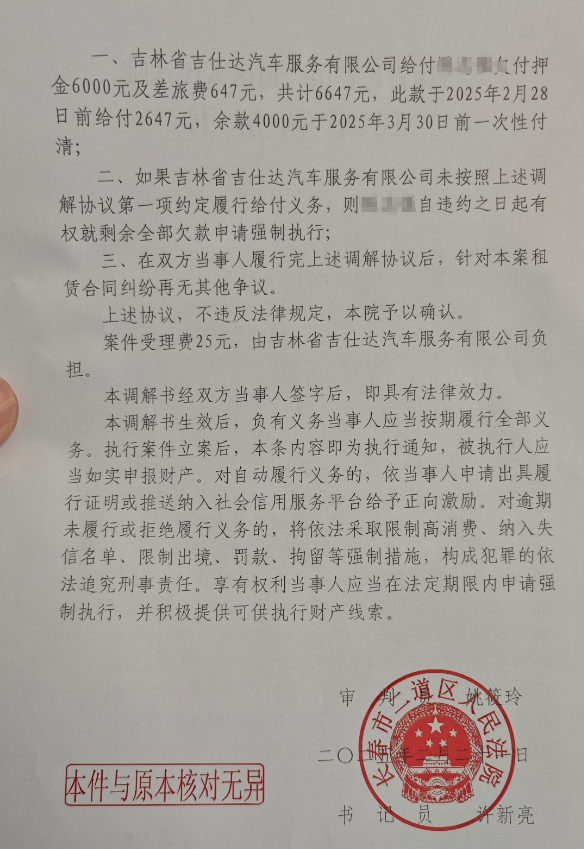 一、吉林省吉仕达汽车服务有限公司给付 欠付押
金6000元及差旅费647元，共计6647元，此款于2025年2月28
日前给付2647元，余款4000元于2025年3月30日前一次性付
清；
二、如果吉林省吉仕达汽车服务有限公司未按照上述调
解协议第一项约定履行给付义务，则 自违约之日起有
权就剩余全部欠款申请强制执行；
三、在双方当事人履行完上述调解协议后，针对本案租
赁合同纠纷再无其他争议。
上述协议，不违反法律规定，本院予以确认。
案件受理费25元，由吉林省吉仕达汽车服务有限公司负
担。
本调解书经双方当事人签字后，即具有法律效力。
本调解书生效后，负有义务当事人应当按期履行全部义
务。执行案件立案后，本条内容即为执行通知，被执行人应
当如实申报财产。对自动履行义务的，依当事人申请出具履
行证明或推送纳入社会信用服务平台给予正向激励。对逾期
未履行或拒绝履行义务的，将依法采取限制高消费、纳入失
信名单、限制出境、罚款、拘留等强制措施，构成犯罪的依
法追究刑事责任。享有权利当事人应当在法定期限内申请强
制执行，并积极提供可供执行财产线索。
审 判 员 姚筱玲
长春市二道区人民法院
二〇二五年二月二十一日
本件与原本核对无异
书 记 员 许新亮